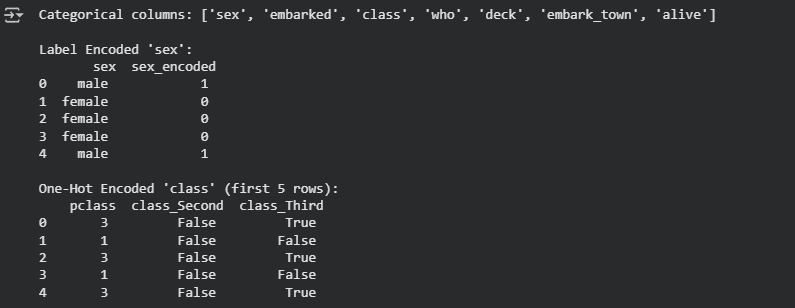 Categorical columns: ['sex', 'embarked', 'class', 'who', 'deck', 'embark_town', 'alive']
Label Encoded 'sex':
sex sex_encoded
0 male 1
1 female 0
2 female 0
3 female 0
4 male 1
One-Hot Encoded 'class' (first 5 rows):
pclass class_Second class_Third
0 3 False True
1 1 False False
2 3 False True
3 1 False False
4 3 False True